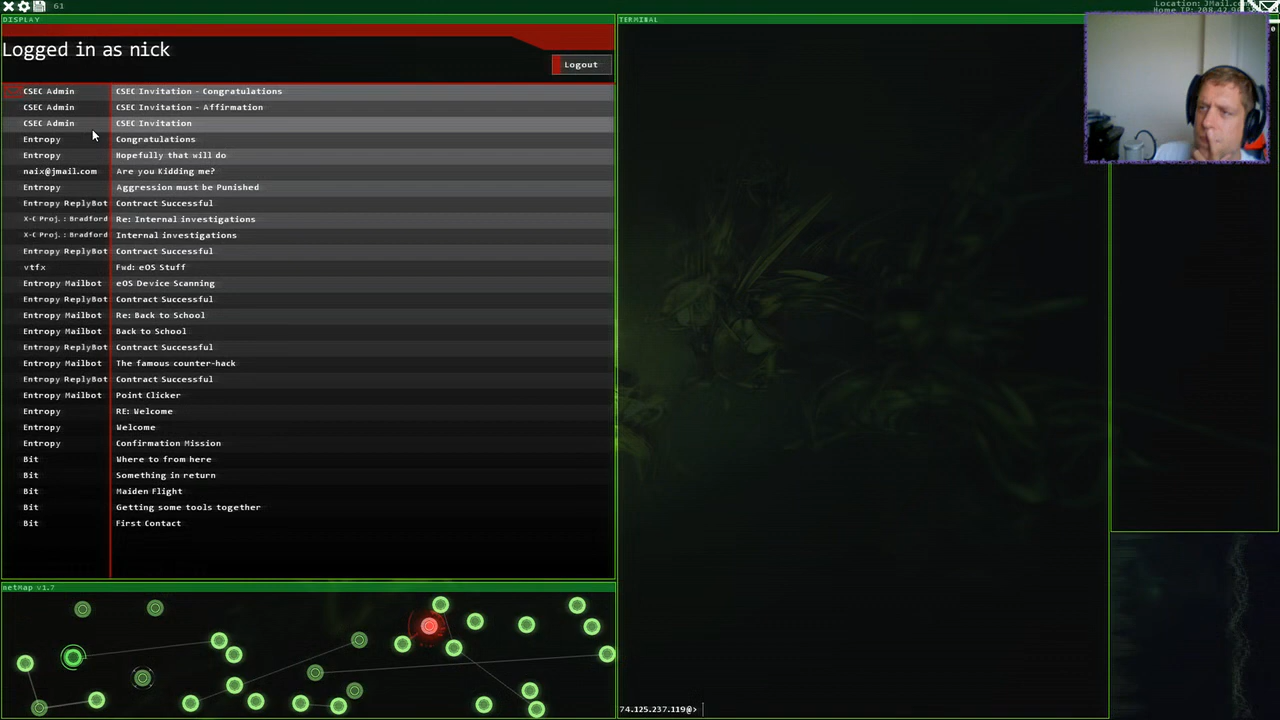 61
Location: JMail.com
DISPLAY
TERMINAL
Logged in as nick
Logout
CSEC Admin CSEC Invitation - Congratulations
CSEC Admin CSEC Invitation - Affirmation
CSEC Admin CSEC Invitation
Entropy Congratulations
Entropy Hopefully that will do
naix@jmail.com Are you Kidding me?
Entropy Aggression must be Punished
Entropy ReplyBot Contract Successful
X-C Proj. : Bradford Re: Internal investigations
X-C Proj. : Bradford Internal investigations
Entropy ReplyBot Contract Successful
vtfx Fwd: eOS Stuff
Entropy Mailbot eOS Device Scanning
Entropy ReplyBot Contract Successful
Entropy Mailbot Re: Back to School
Entropy Mailbot Back to School
Entropy ReplyBot Contract Successful
Entropy Mailbot The famous counter-hack
Entropy ReplyBot Contract Successful
Entropy Mailbot Point Clicker
Entropy RE: Welcome
Entropy Welcome
Entropy Confirmation Mission
Bit Where to from here
Bit Something in return
Bit Maiden Flight
Bit Getting some tools together
Bit First Contact
netMap v1.7
74.125.237.119@>